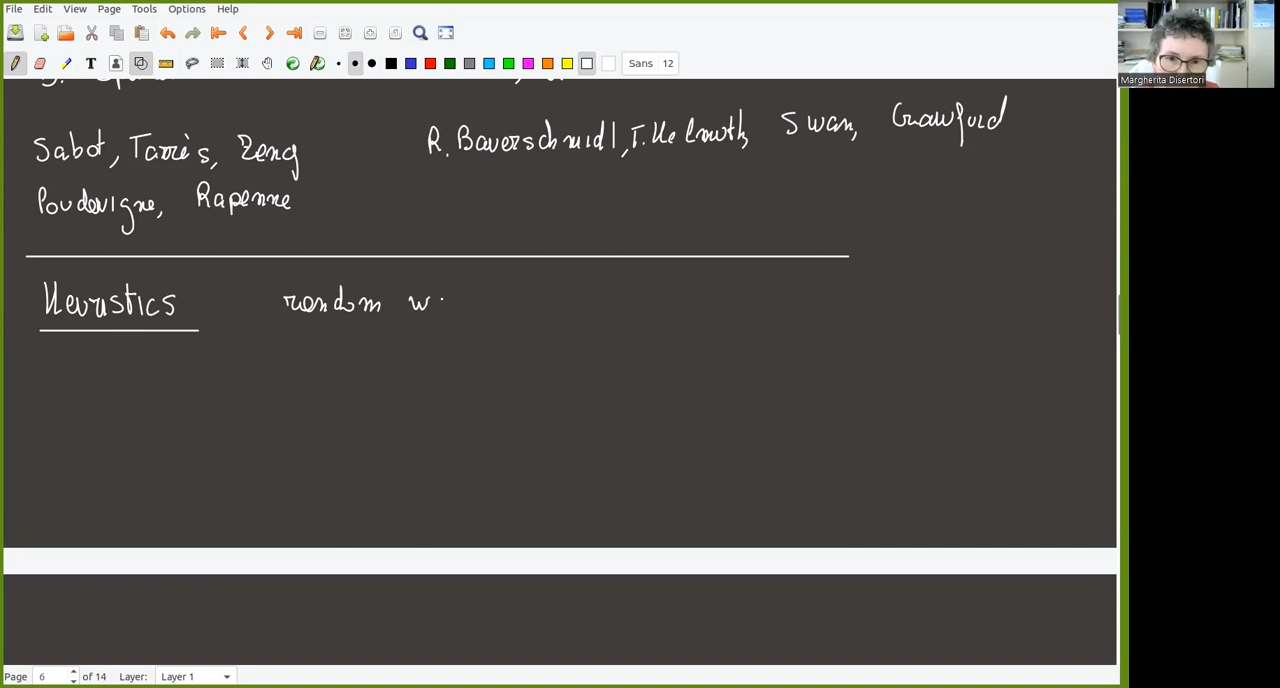 File Edit View Page Tools Options Help
Sans 12
Margherita Disertori
R. Bauerschmidt, T. Helmuth, Swan, Crawford
Sabot, Tarrès, Zeng
Poudevigne, Rapenne
Heuristics random w
Page 6 of 14 Layer: Layer 1